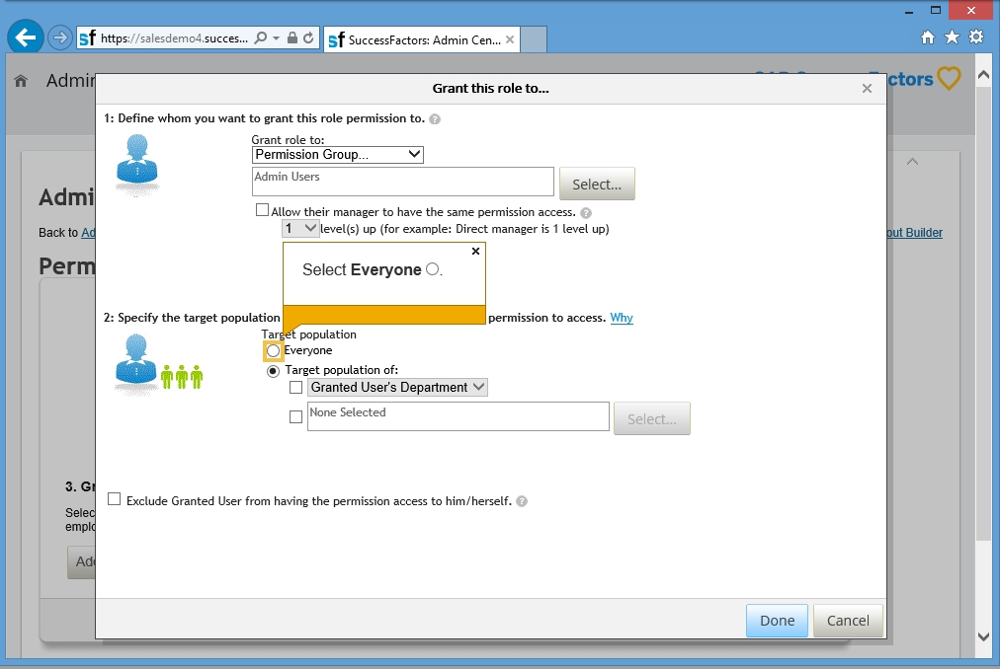 sf https://salesdemo4.succes...
sf SuccessFactors: Admin Cen... ×
Admin
ctors
Grant this role to...
1: Define whom you want to grant this role permission to. ?
Grant role to:
Permission Group...
Admin Users
Select...
Allow their manager to have the same permission access. ?
1 level(s) up (for example: Direct manager is 1 level up)
Admi
Back to Ad
out Builder
Perm
Select Everyone .
2: Specify the target population
permission to access. Why
Target population
Everyone
Target population of:
Granted User's Department
None Selected
Select...
3. Gr
Selec
emplo
Exclude Granted User from having the permission access to him/herself. ?
Add
Done
Cancel